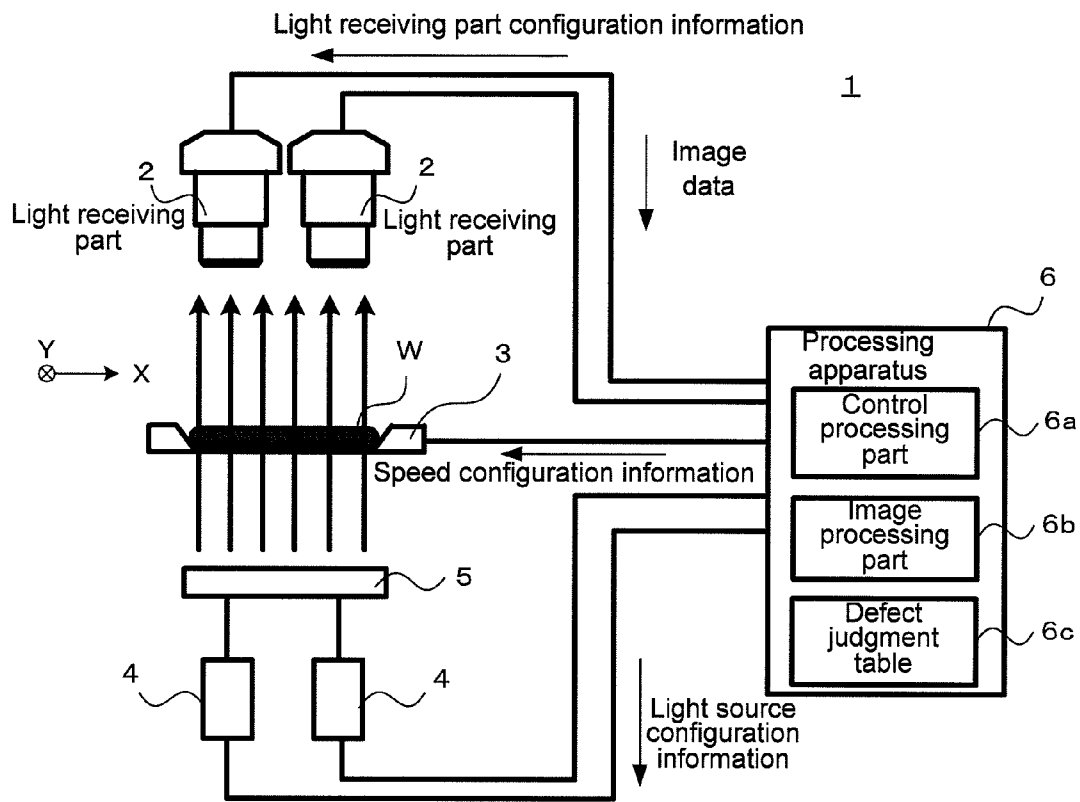 Light receiving part configuration information
1
Image
data
2
2
Light receiving
part
Light receiving
part
6
Y
X
W
3
Processing
apparatus
Control
processing
part
6a
Speed configuration information
Image
processing
part
6b
5
Defect
judgment
table
6c
4
4
Light source
configuration
information